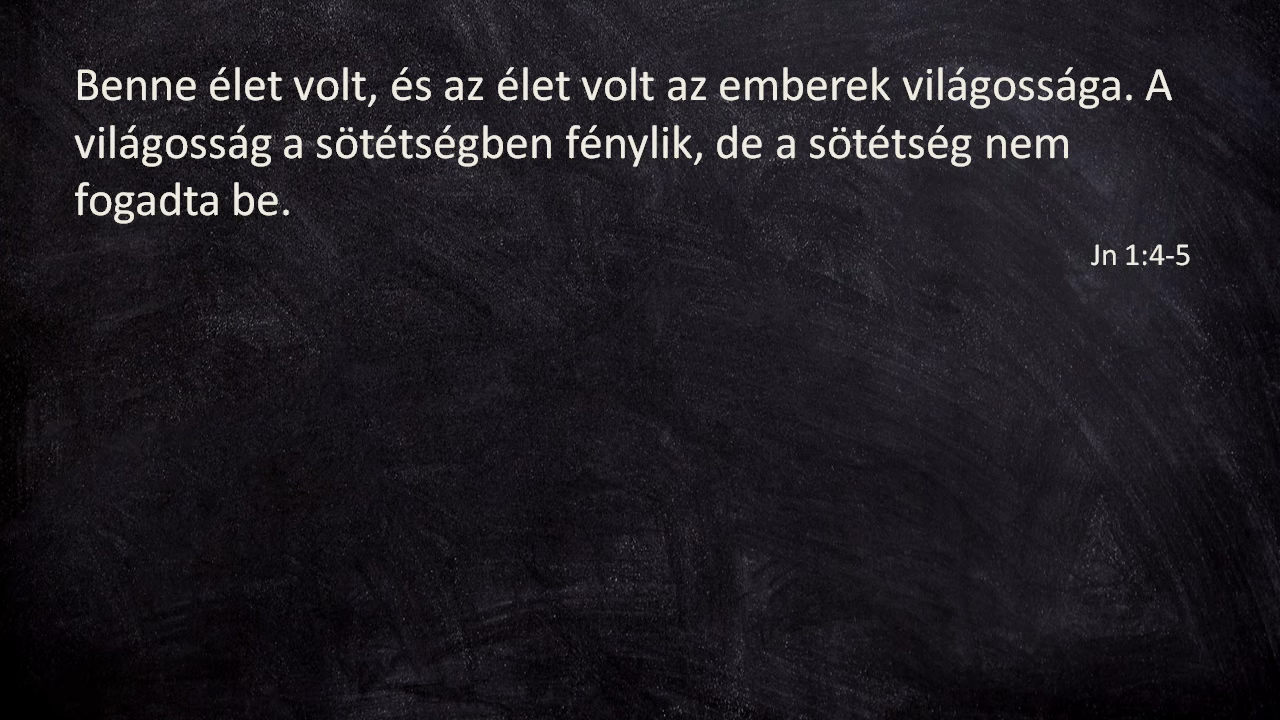 Benne élet volt, és az élet volt az emberek világossága. A
világosság a sötétségben fénylik, de a sötétség nem
fogadta be.
Jn 1:4-5